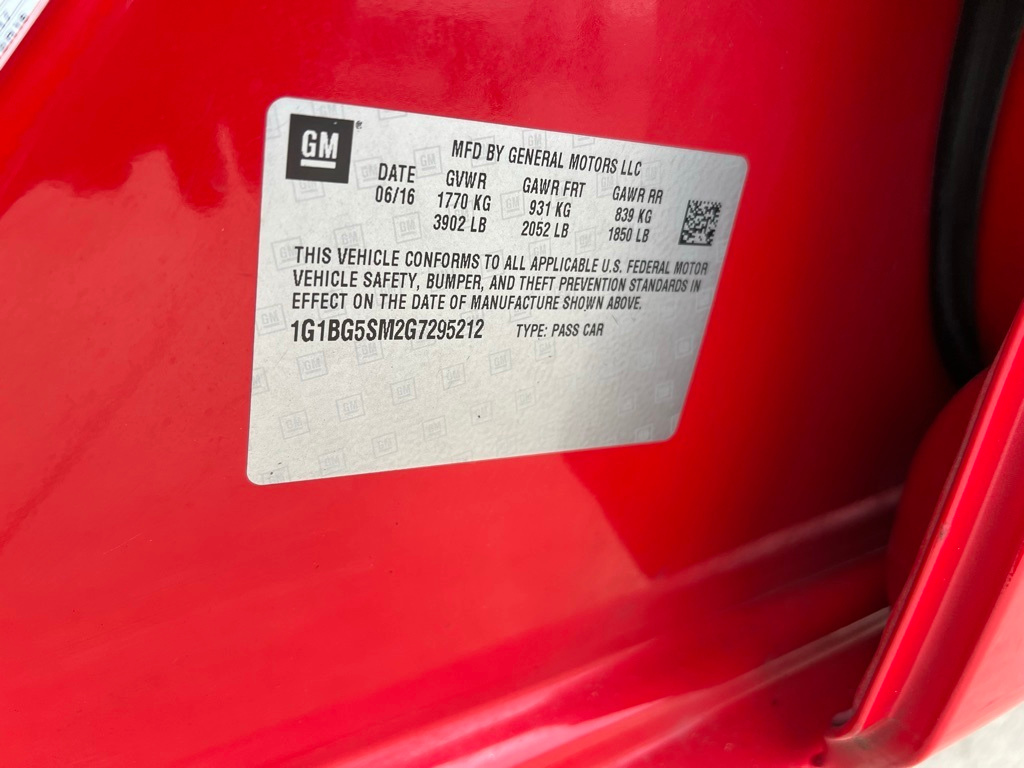 GM
MFD BY GENERAL MOTORS LLC
DATE GVWR GAWR FRT GAWR RR
06/16 1770 KG 931 KG 839 KG
3902 LB 2052 LB 1850 LB
THIS VEHICLE CONFORMS TO ALL APPLICABLE U.S. FEDERAL MOTOR
VEHICLE SAFETY, BUMPER, AND THEFT PREVENTION STANDARDS IN
EFFECT ON THE DATE OF MANUFACTURE SHOWN ABOVE.
1G1BG5SM2G7295212 TYPE: PASS CAR